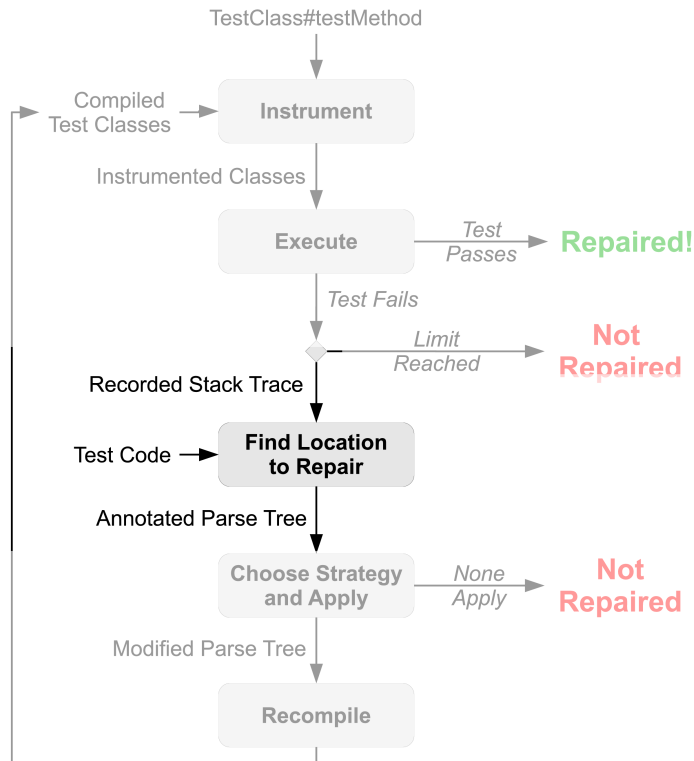 TestClass#testMethod
Compiled
Test Classes
Instrument
Instrumented Classes
Execute
Test
Passes
Repaired!
Test Fails
Limit
Reached
Not
Repaired
Recorded Stack Trace
Test Code
Find Location
to Repair
Annotated Parse Tree
Choose Strategy
and Apply
None
Apply
Not
Repaired
Modified Parse Tree
Recompile